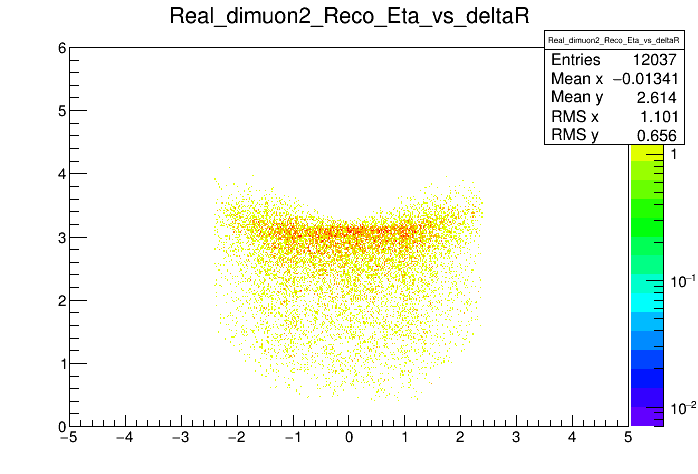 Real_dimuon2_Reco_Eta_vs_deltaR
Real_dimuon2_Reco_Eta_vs_deltaR
Entries 12037
Mean x −0.01341
Mean y 2.614
RMS x 1.101
RMS y 0.656
6
5
4
3
2
1
0
−5 −4 −3 −2 −1 0 1 2 3 4 5
1
10−1
10−2